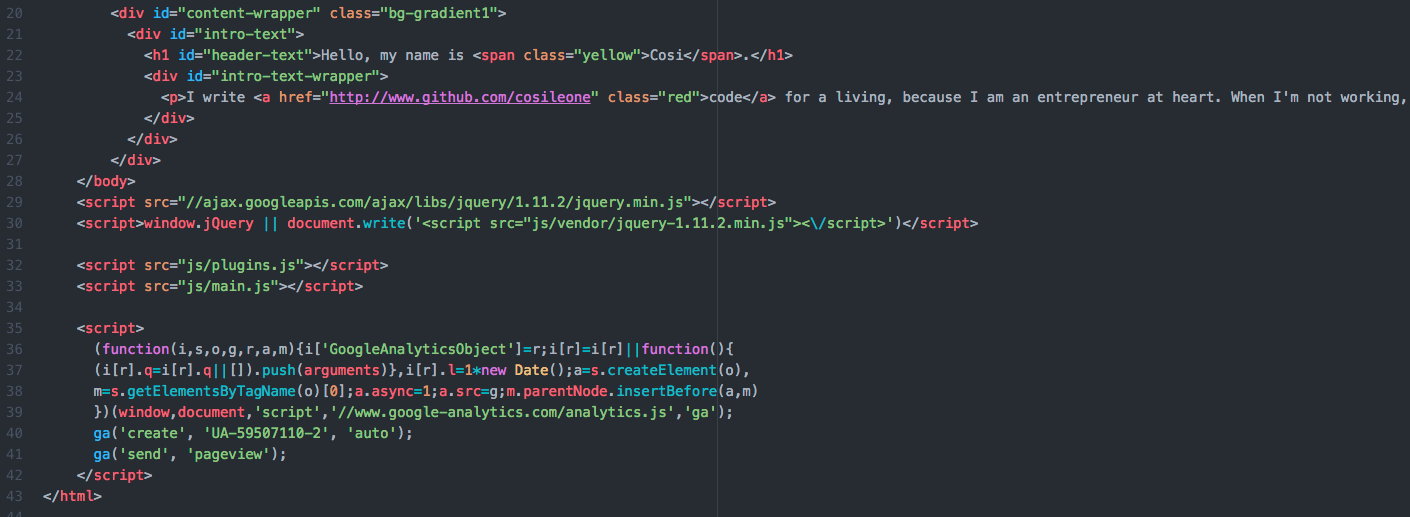 20 <div id="content-wrapper" class="bg-gradient1">
21 <div id="intro-text">
22 <h1 id="header-text">Hello, my name is <span class="yellow">Cosi</span>.</h1>
23 <div id="intro-text-wrapper">
24 <p>I write <a href="http://www.github.com/cosileone" class="red">code</a> for a living, because I am an entrepreneur at heart. When I'm not working,
25 </div>
26 </div>
27 </div>
28 </body>
29 <script src="//ajax.googleapis.com/ajax/libs/jquery/1.11.2/jquery.min.js"></script>
30 <script>window.jQuery || document.write('<script src="js/vendor/jquery-1.11.2.min.js"><\/script>')</script>
31
32 <script src="js/plugins.js"></script>
33 <script src="js/main.js"></script>
34
35 <script>
36 (function(i,s,o,g,r,a,m){i['GoogleAnalyticsObject']=r;i[r]=i[r]||function(){
37 (i[r].q=i[r].q||[]).push(arguments)},i[r].l=1*new Date();a=s.createElement(o),
38 m=s.getElementsByTagName(o)[0];a.async=1;a.src=g;m.parentNode.insertBefore(a,m)
39 })(window,document,'script','//www.google-analytics.com/analytics.js','ga');
40 ga('create', 'UA-59507110-2', 'auto');
41 ga('send', 'pageview');
42 </script>
43 </html>
44